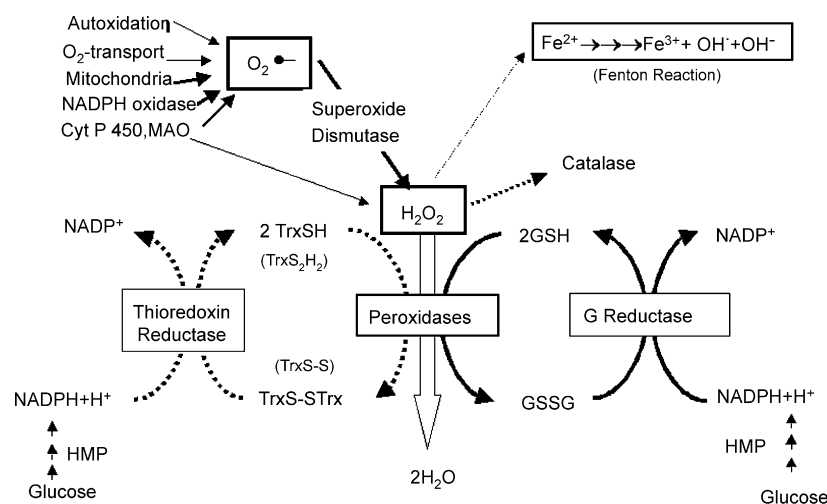 Autoxidation
O₂-transport
Mitochondria
NADPH oxidase
Cyt P 450,MAO
O₂ •–
Superoxide
Dismutase
Fe²⁺→→→Fe³⁺+ OH·+OH⁻
(Fenton Reaction)
Catalase
H₂O₂
NADP⁺
2 TrxSH
(TrxS₂H₂)
2GSH
NADP⁺
Thioredoxin
Reductase
Peroxidases
G Reductase
(TrxS-S)
NADPH+H⁺
TrxS-STrx
GSSG
NADPH+H⁺
HMP
HMP
Glucose
2H₂O
Glucose